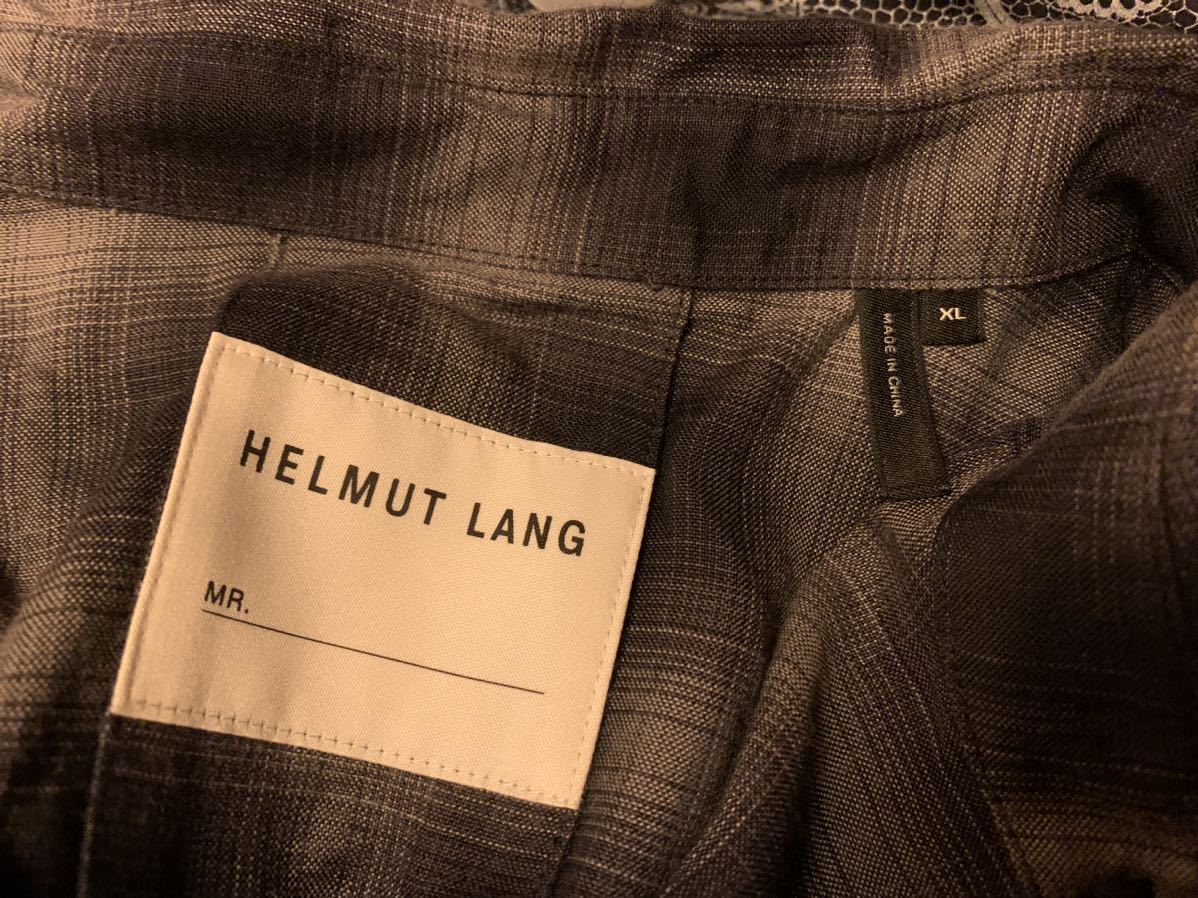 HELMUT LANG
MR.
MADE IN CHINA
XL